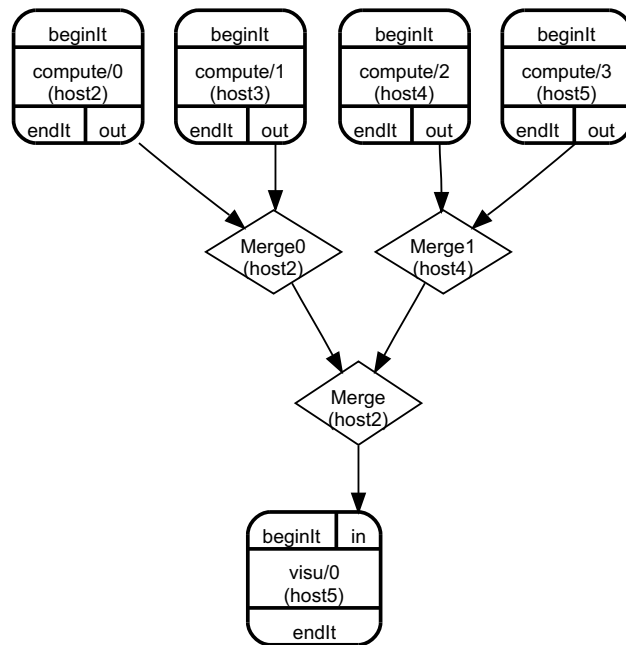 beginIt
beginIt
beginIt
beginIt
compute/0
(host2)
compute/1
(host3)
compute/2
(host4)
compute/3
(host5)
endIt
out
endIt
out
endIt
out
endIt
out
Merge0
(host2)
Merge1
(host4)
Merge
(host2)
beginIt
in
visu/0
(host5)
endIt